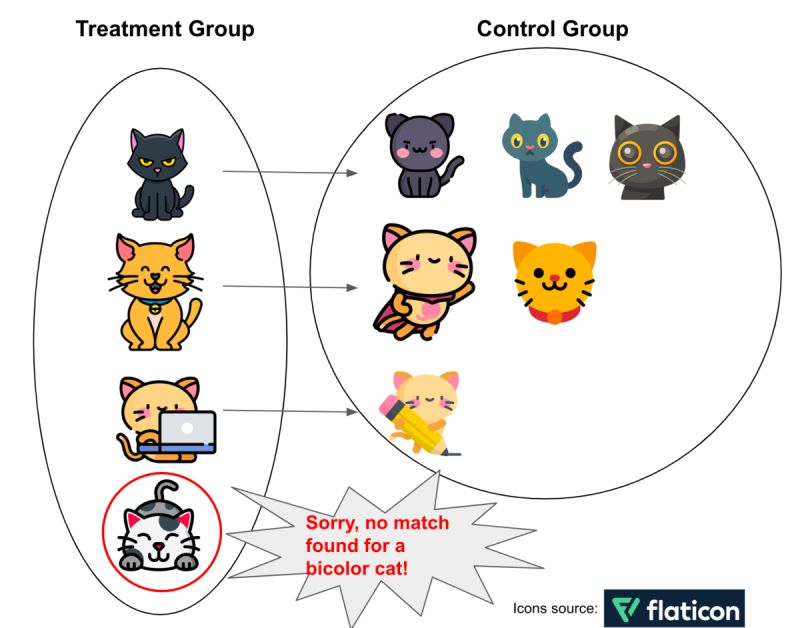 Treatment Group
Control Group
Sorry, no match
found for a
bicolor cat!
Icons source:
flaticon